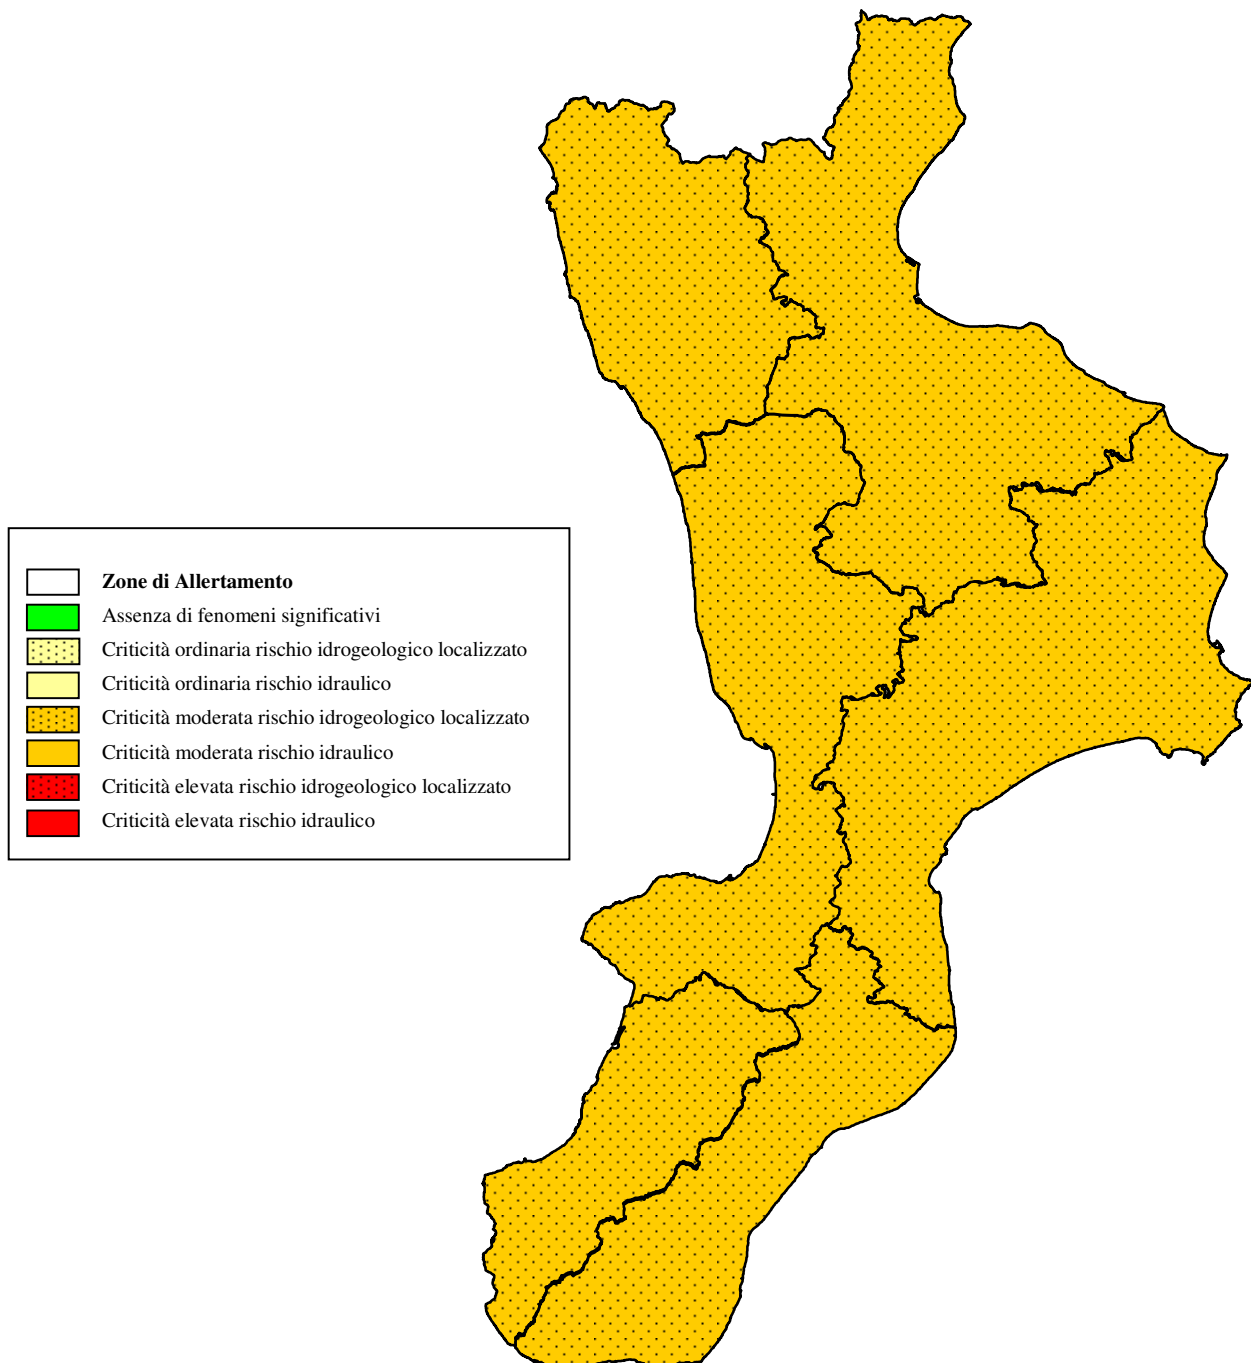 Zone di Allertamento
Assenza di fenomeni significativi
Criticità ordinaria rischio idrogeologico localizzato
Criticità ordinaria rischio idraulico
Criticità moderata rischio idrogeologico localizzato
Criticità moderata rischio idraulico
Criticità elevata rischio idrogeologico localizzato
Criticità elevata rischio idraulico